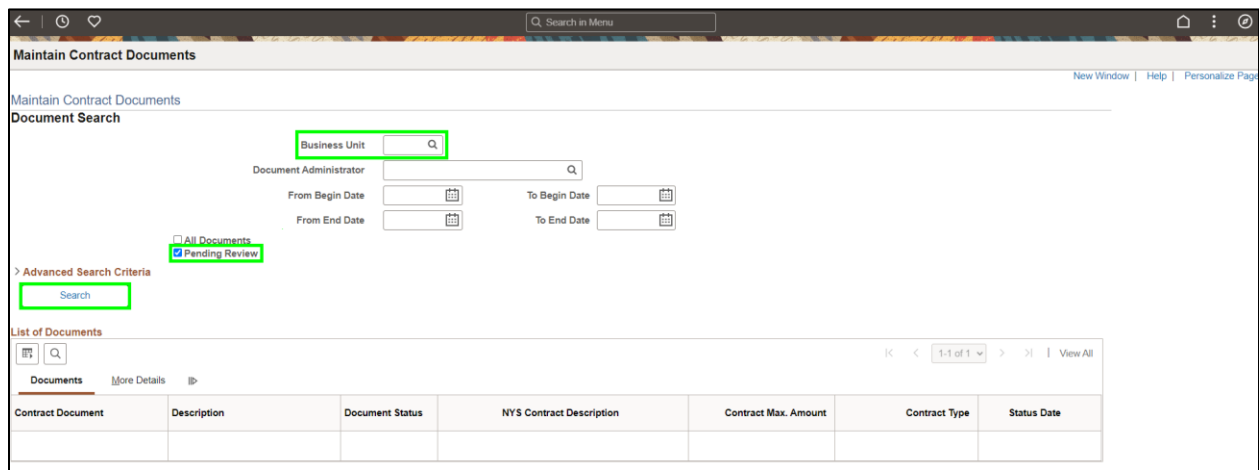 Search in Menu
Maintain Contract Documents
New Window | Help | Personalize Page
Maintain Contract Documents
Document Search
Business Unit
Document Administrator
From Begin Date To Begin Date
From End Date To End Date
All Documents
Pending Review
Advanced Search Criteria
Search
List of Documents
1-1 of 1 | View All
Documents More Details
Contract Document Description Document Status NYS Contract Description Contract Max. Amount Contract Type Status Date